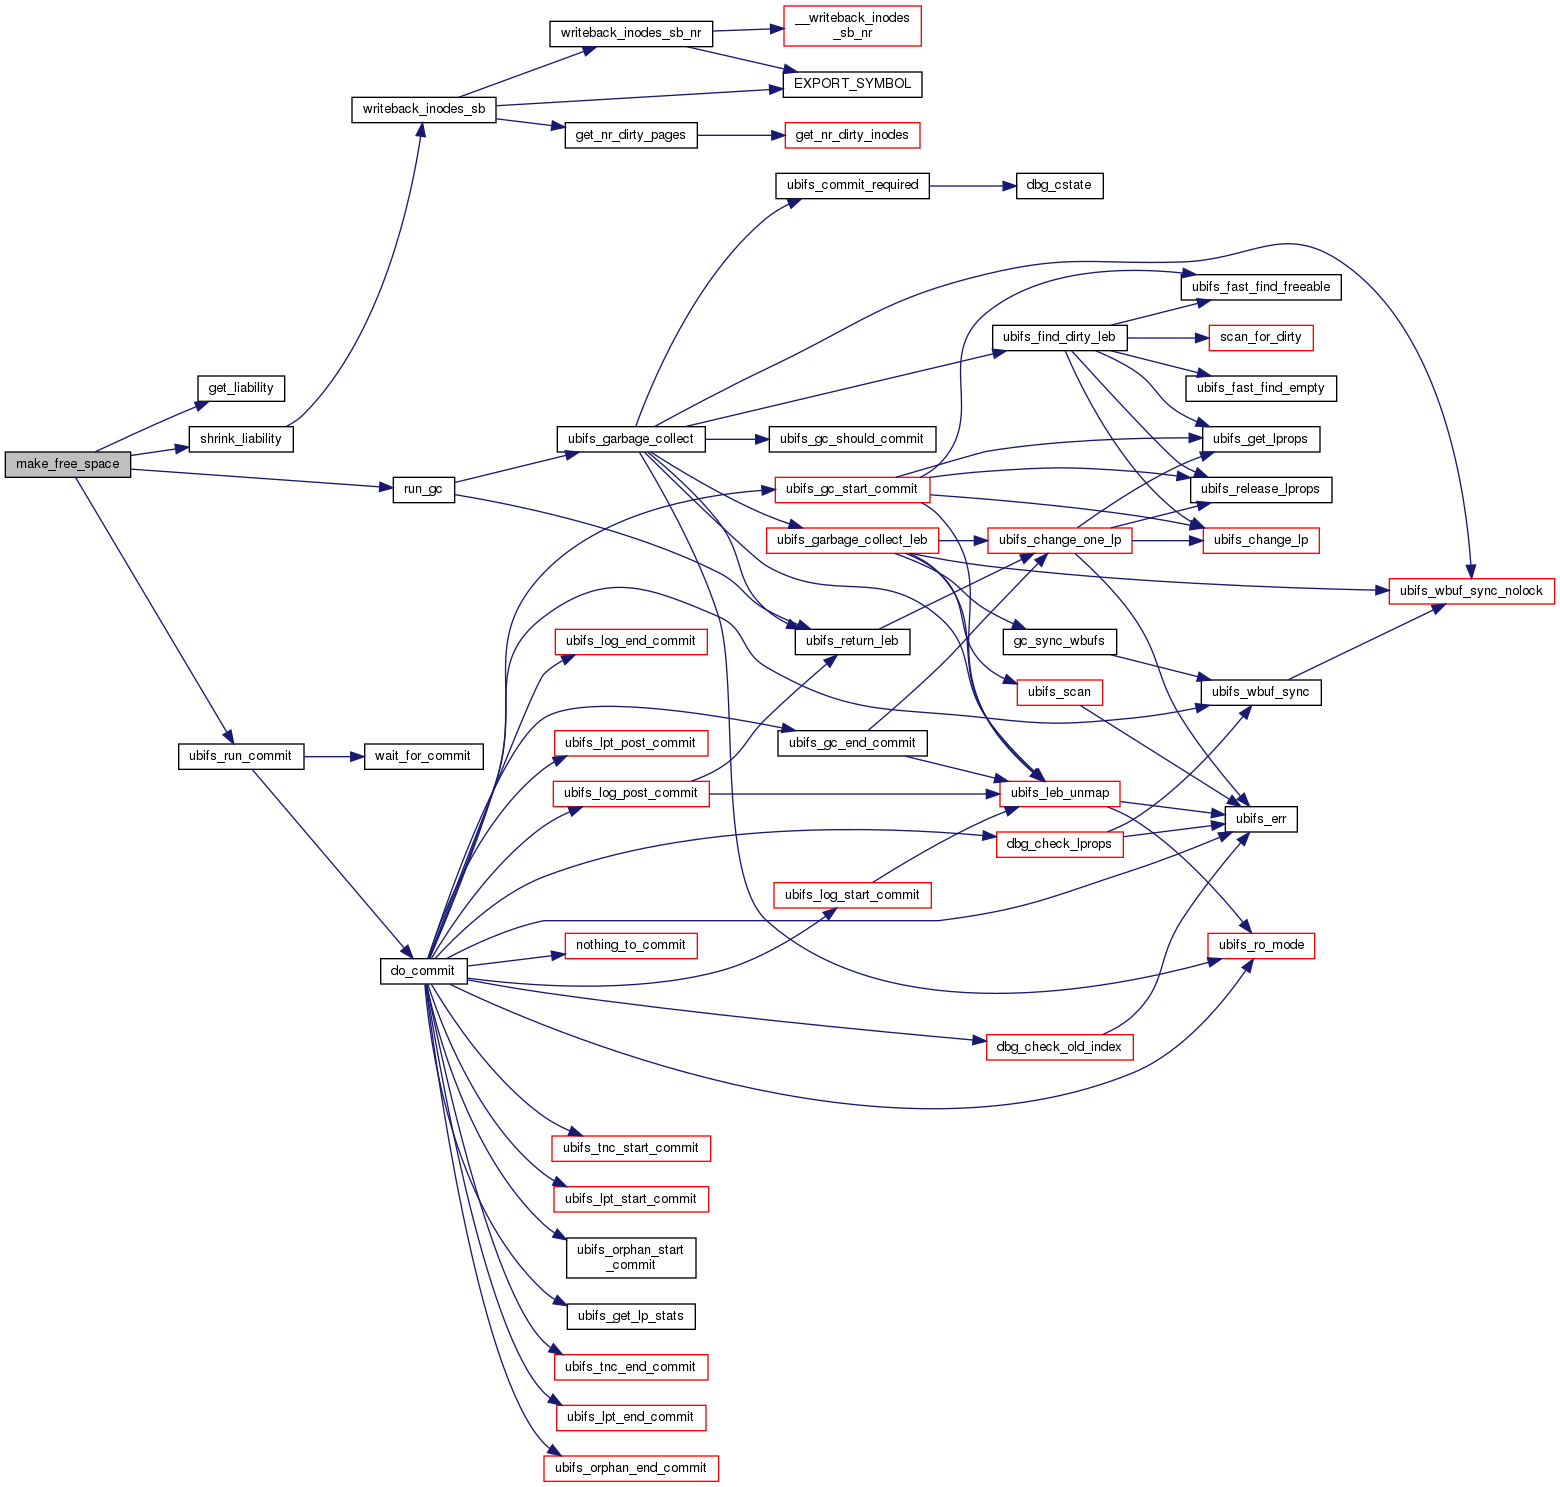 __writeback_inodes
_sb_nr
writeback_inodes_sb_nr
EXPORT_SYMBOL
writeback_inodes_sb
get_nr_dirty_pages
get_nr_dirty_inodes
ubifs_commit_required
dbg_cstate
ubifs_fast_find_freeable
ubifs_find_dirty_leb
scan_for_dirty
get_liability
ubifs_fast_find_empty
shrink_liability
ubifs_garbage_collect
ubifs_gc_should_commit
ubifs_get_lprops
make_free_space
run_gc
ubifs_gc_start_commit
ubifs_release_lprops
ubifs_garbage_collect_leb
ubifs_change_one_lp
ubifs_change_lp
ubifs_wbuf_sync_nolock
ubifs_log_end_commit
ubifs_return_leb
gc_sync_wbufs
ubifs_scan
ubifs_wbuf_sync
ubifs_run_commit
wait_for_commit
ubifs_lpt_post_commit
ubifs_gc_end_commit
ubifs_log_post_commit
ubifs_leb_unmap
ubifs_err
dbg_check_lprops
ubifs_log_start_commit
nothing_to_commit
ubifs_ro_mode
do_commit
dbg_check_old_index
ubifs_tnc_start_commit
ubifs_lpt_start_commit
ubifs_orphan_start
_commit
ubifs_get_lp_stats
ubifs_tnc_end_commit
ubifs_lpt_end_commit
ubifs_orphan_end_commit